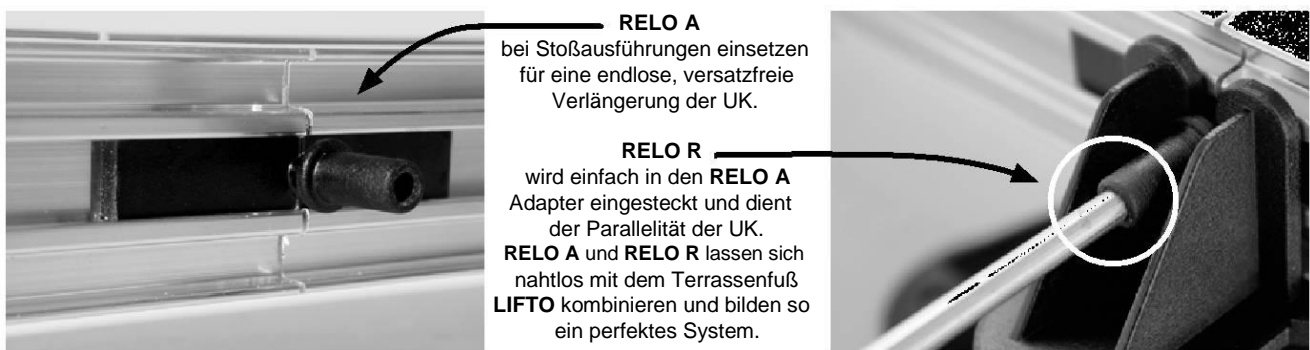 RELO A
bei Stoßausführungen einsetzen
für eine endlose, versatzfreie
Verlängerung der UK.
RELO R
wird einfach in den RELO A
Adapter eingesteckt und dient
der Parallelität der UK.
RELO A und RELO R lassen sich
nahtlos mit dem Terrassenfuß
LIFTO kombinieren und bilden so
ein perfektes System.